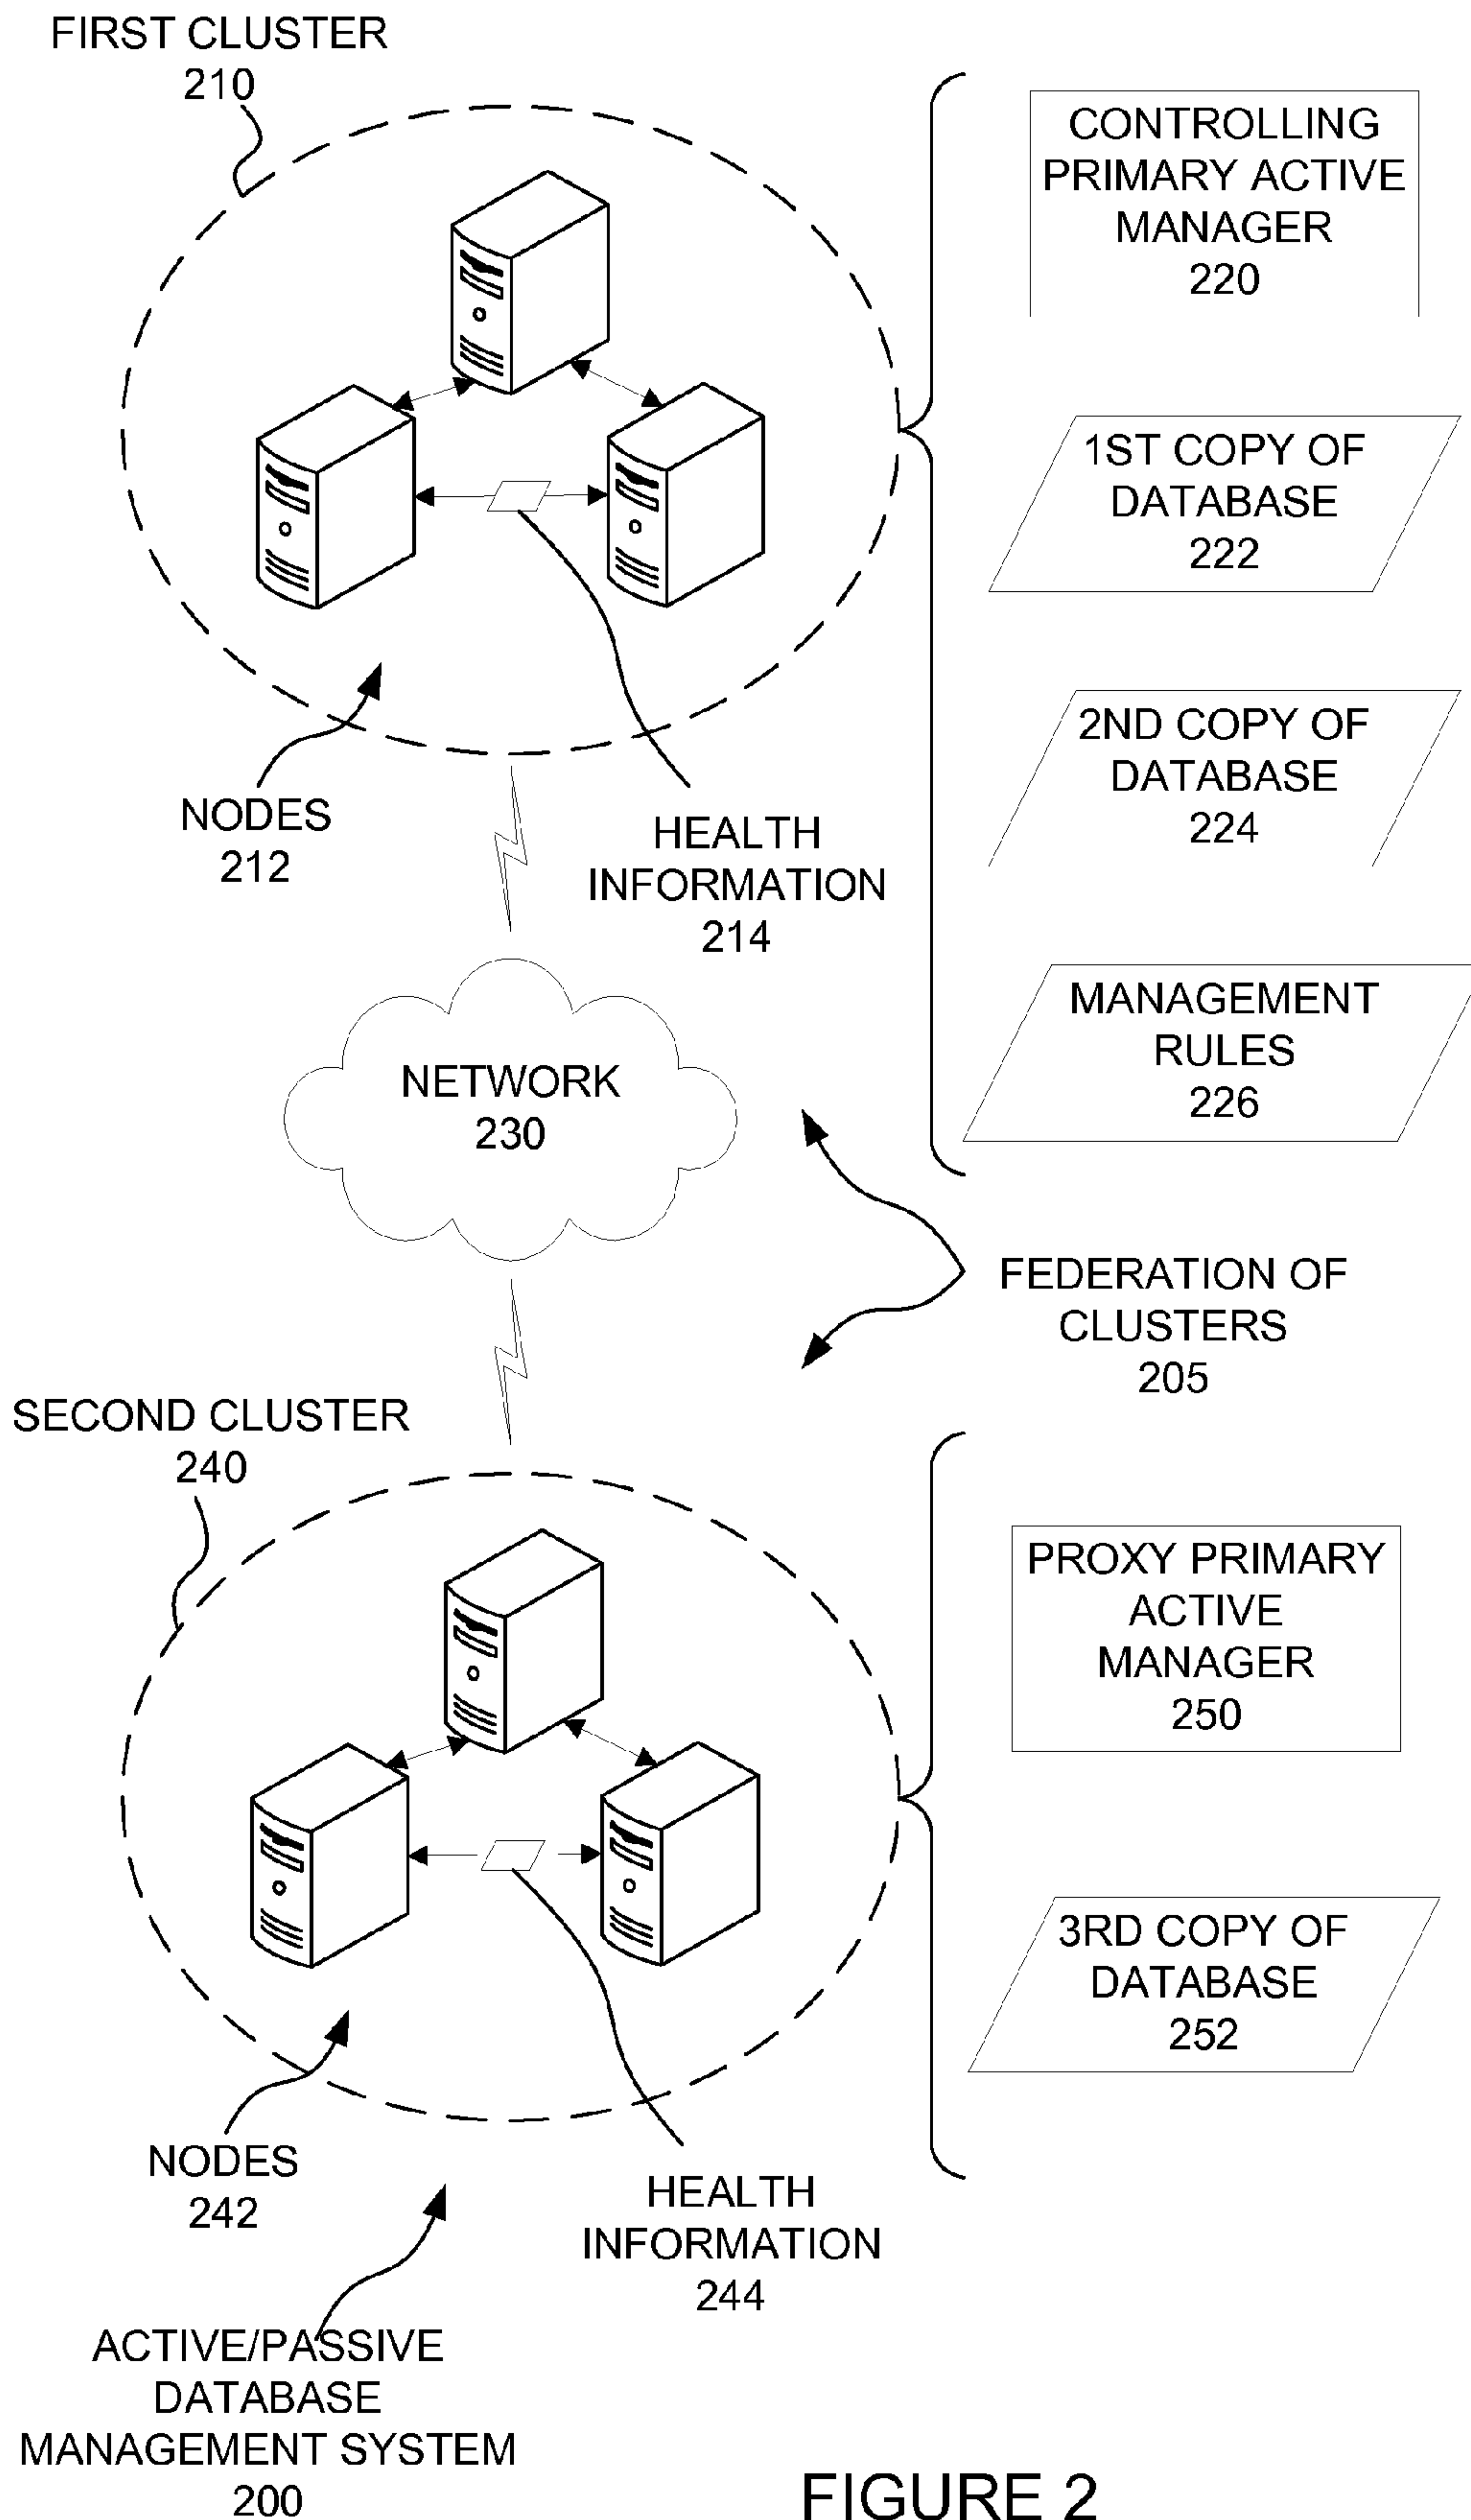 FIRST CLUSTER
210
CONTROLLING
PRIMARY ACTIVE
MANAGER
220
1ST COPY OF
DATABASE
222
2ND COPY OF
DATABASE
224
NODES
212
HEALTH
INFORMATION
214
MANAGEMENT
RULES
226
NETWORK
230
FEDERATION OF
CLUSTERS
205
SECOND CLUSTER
240
PROXY PRIMARY
ACTIVE
MANAGER
250
3RD COPY OF
DATABASE
252
NODES
242
HEALTH
INFORMATION
244
ACTIVE/PASSIVE
DATABASE
MANAGEMENT SYSTEM
200
FIGURE 2